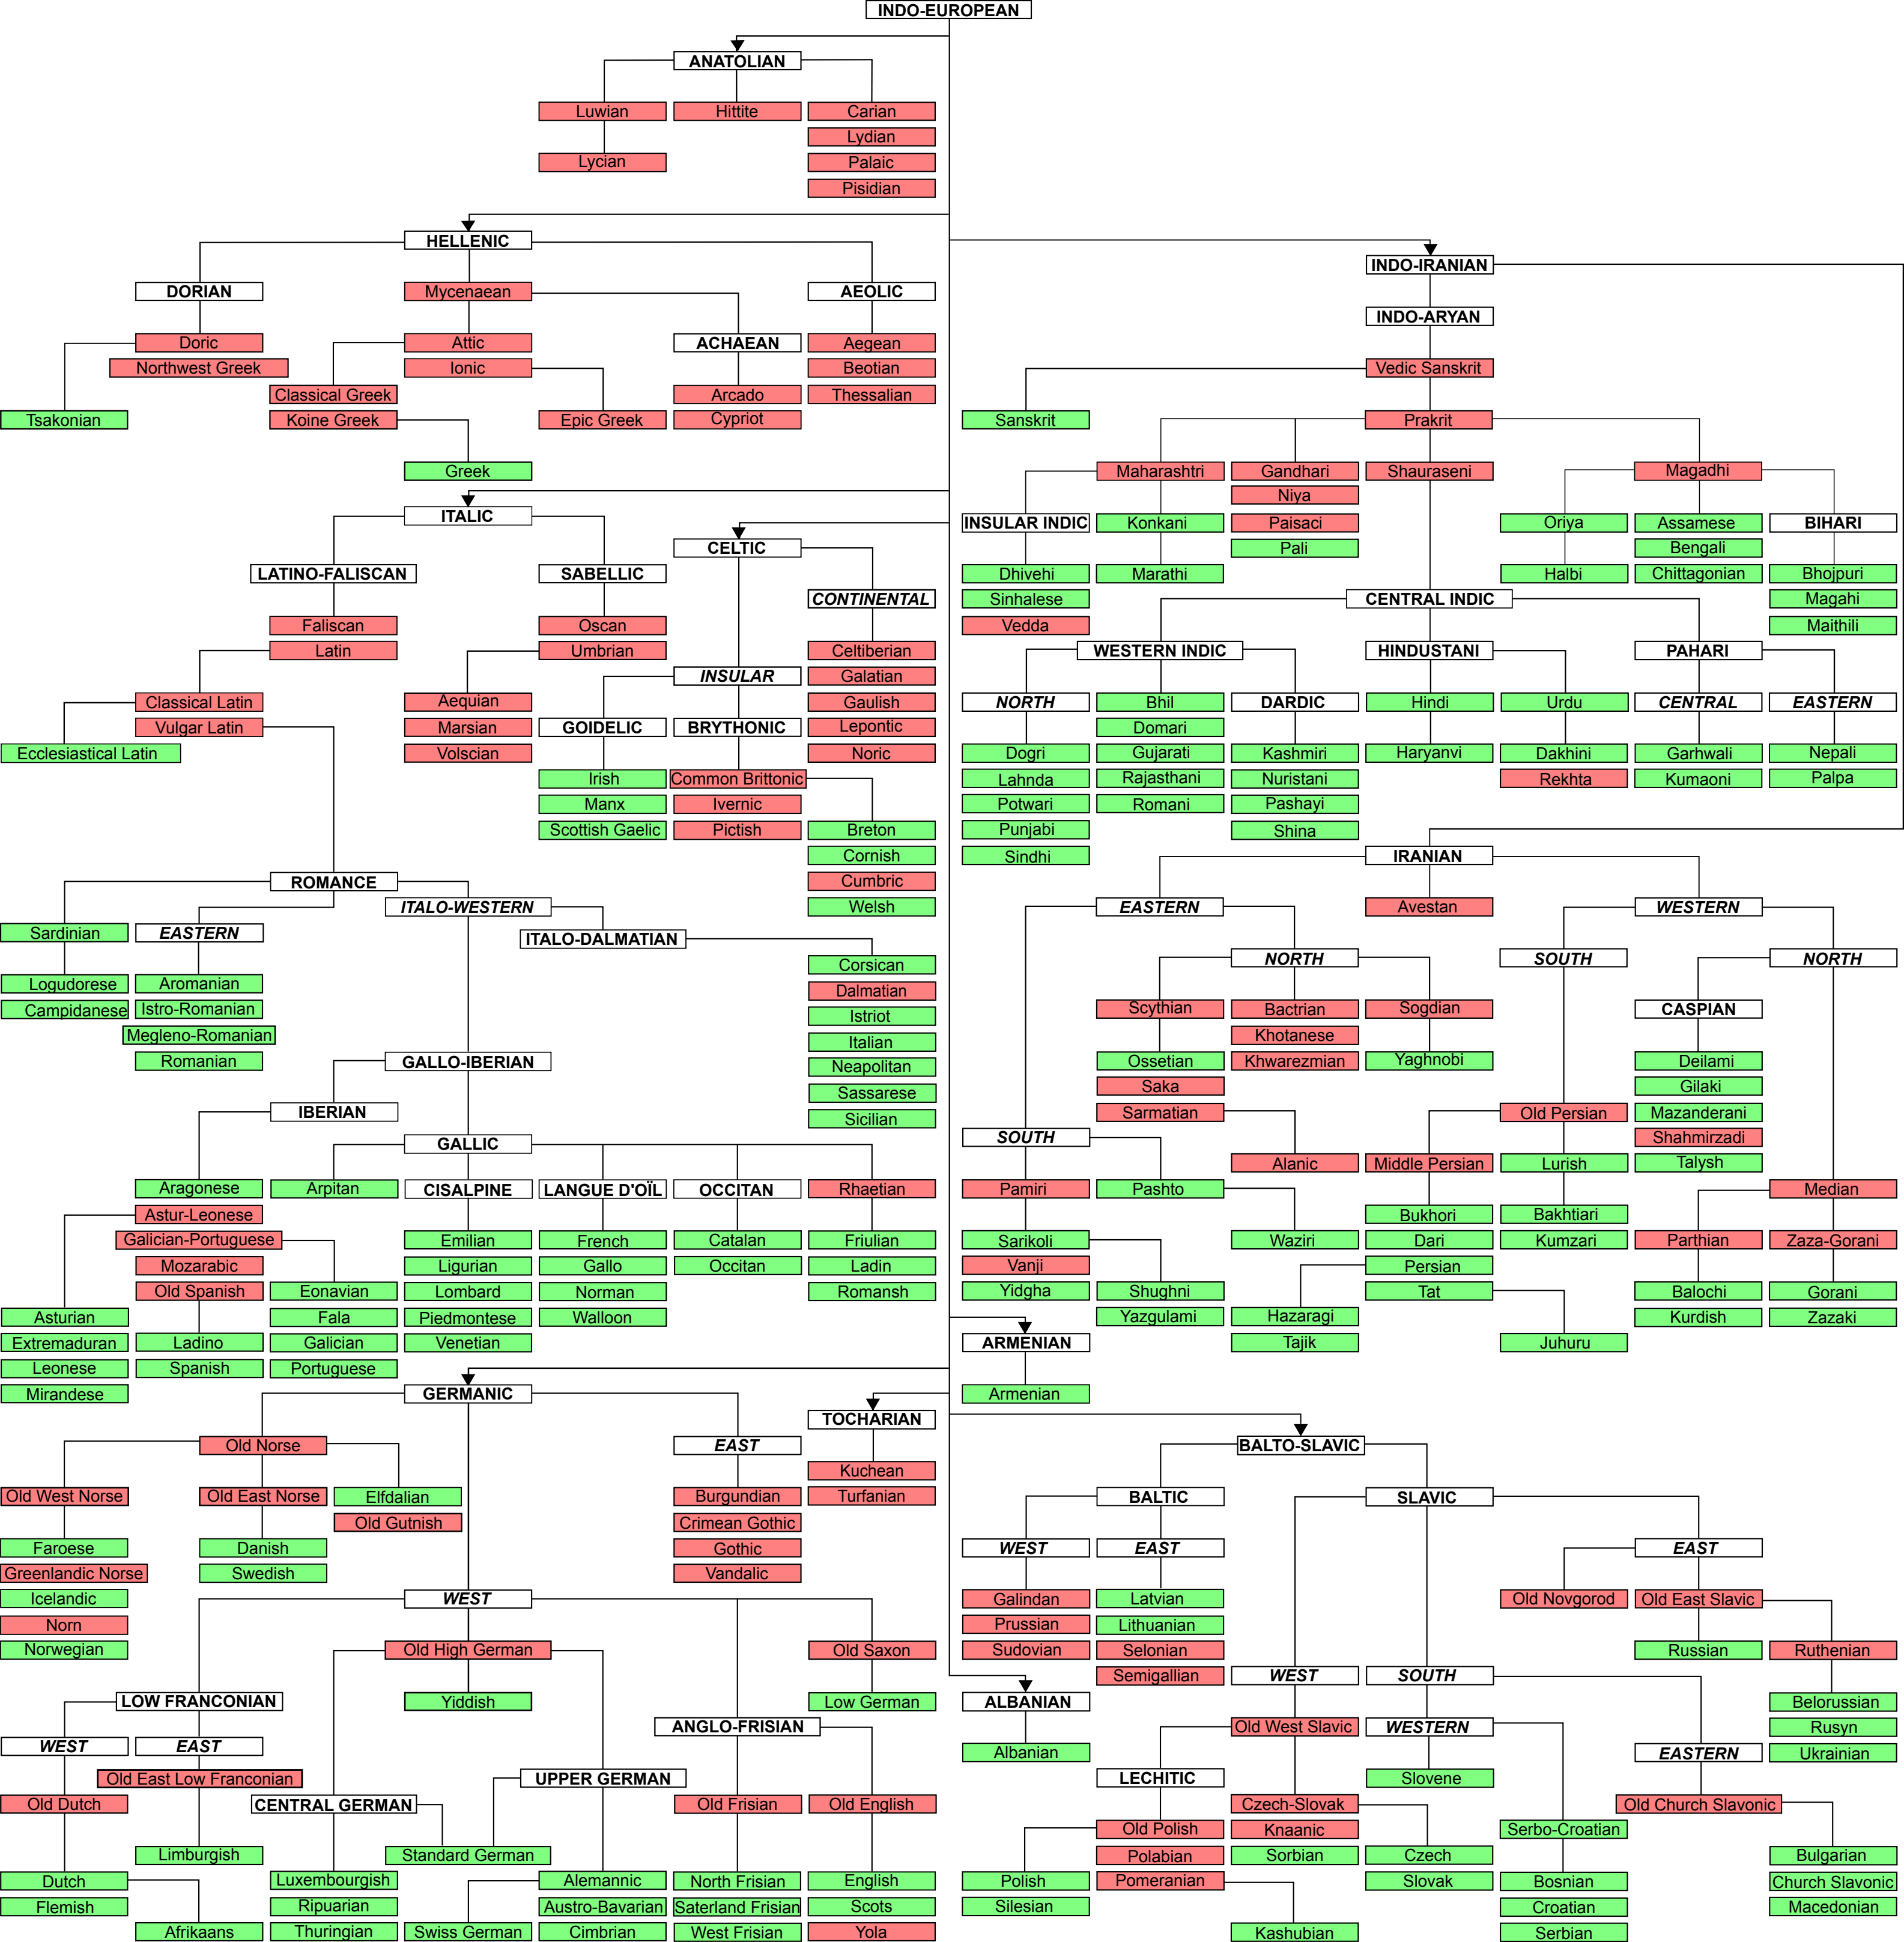 INDO-EUROPEAN
ANATOLIAN
Luwian
Hittite
Carian
Lydian
Lycian
Palaic
Pisidian
HELLENIC
DORIAN
Mycenaean
AEOLIC
Doric
Attic
ACHAEAN
Aegean
Northwest Greek
Ionic
Beotian
Classical Greek
Arcado
Thessalian
Tsakonian
Koine Greek
Epic Greek
Cypriot
Greek
ITALIC
CELTIC
LATINO-FALISCAN
SABELLIC
CONTINENTAL
Faliscan
Oscan
Latin
Umbrian
Celtiberian
INSULAR
Galatian
Classical Latin
Aequian
Gaulish
Vulgar Latin
Marsian
GOIDELIC
BRYTHONIC
Lepontic
Ecclesiastical Latin
Volscian
Noric
Irish
Common Brittonic
Manx
Ivernic
Scottish Gaelic
Pictish
Breton
Cornish
Cumbric
Welsh
ROMANCE
ITALO-WESTERN
Sardinian
EASTERN
ITALO-DALMATIAN
Logudorese
Aromanian
Campidanese
Istro-Romanian
Megleno-Romanian
Romanian
Corsican
Dalmatian
Istriot
Italian
Neapolitan
Sassarese
Sicilian
GALLO-IBERIAN
IBERIAN
GALLIC
Aragonese
Arpitan
CISALPINE
LANGUE D'OÏL
OCCITAN
Rhaetian
Astur-Leonese
Galician-Portuguese
Mozarabic
Old Spanish
Emilian
French
Catalan
Friulian
Ligurian
Gallo
Occitan
Ladin
Eonavian
Lombard
Norman
Romansh
Asturian
Fala
Piedmontese
Walloon
Extremaduran
Ladino
Galician
Venetian
Leonese
Spanish
Portuguese
Mirandese
GERMANIC
TOCHARIAN
Old Norse
EAST
Kuchean
Turfanian
Old West Norse
Old East Norse
Elfdalian
Old Gutnish
Burgundian
Crimean Gothic
Gothic
Vandalic
Faroese
Danish
Greenlandic Norse
Swedish
Icelandic
Norn
Norwegian
WEST
Old High German
Old Saxon
LOW FRANCONIAN
Yiddish
Low German
ANGLO-FRISIAN
WEST
EAST
Old East Low Franconian
UPPER GERMAN
Old Dutch
CENTRAL GERMAN
Old Frisian
Old English
Limburgish
Standard German
Dutch
Luxembourgish
Alemannic
North Frisian
English
Flemish
Ripuarian
Austro-Bavarian
Saterland Frisian
Scots
Afrikaans
Thuringian
Swiss German
Cimbrian
West Frisian
Yola
INDO-IRANIAN
INDO-ARYAN
Vedic Sanskrit
Sanskrit
Prakrit
Maharashtri
Gandhari
Shauraseni
Magadhi
Niya
INSULAR INDIC
Konkani
Paisaci
Oriya
Assamese
BIHARI
Pali
Bengali
Dhivehi
Marathi
Halbi
Chittagonian
Bhojpuri
Sinhalese
CENTRAL INDIC
Magahi
Vedda
Maithili
WESTERN INDIC
HINDUSTANI
PAHARI
NORTH
Bhil
DARDIC
Hindi
Urdu
CENTRAL
EASTERN
Domari
Dogri
Gujarati
Kashmiri
Haryanvi
Dakhini
Garhwali
Nepali
Lahnda
Rajasthani
Nuristani
Rekhta
Kumaoni
Palpa
Potwari
Romani
Pashayi
Punjabi
Shina
Sindhi
IRANIAN
EASTERN
Avestan
WESTERN
NORTH
SOUTH
NORTH
Scythian
Bactrian
Sogdian
CASPIAN
Khotanese
Ossetian
Khwarezmian
Yaghnobi
Deilami
Saka
Gilaki
Sarmatian
Old Persian
Mazanderani
SOUTH
Shahmirzadi
Alanic
Middle Persian
Lurish
Talysh
Pamiri
Pashto
Median
Bukhori
Bakhtiari
Sarikoli
Waziri
Dari
Kumzari
Parthian
Zaza-Gorani
Vanji
Persian
Yidgha
Shughni
Tat
Balochi
Gorani
Yazgulami
Hazaragi
Kurdish
Zazaki
Tajik
Juhuru
ARMENIAN
Armenian
BALTO-SLAVIC
BALTIC
SLAVIC
WEST
EAST
EAST
Galindan
Latvian
Old Novgorod
Old East Slavic
Prussian
Lithuanian
Sudovian
Selonian
Russian
Ruthenian
Semigallian
WEST
SOUTH
ALBANIAN
Belorussian
Old West Slavic
WESTERN
Rusyn
Albanian
EASTERN
Ukrainian
LECHITIC
Slovene
Czech-Slovak
Old Church Slavonic
Old Polish
Knaanic
Serbo-Croatian
Polabian
Sorbian
Czech
Bulgarian
Polish
Pomeranian
Slovak
Bosnian
Church Slavonic
Silesian
Croatian
Macedonian
Kashubian
Serbian